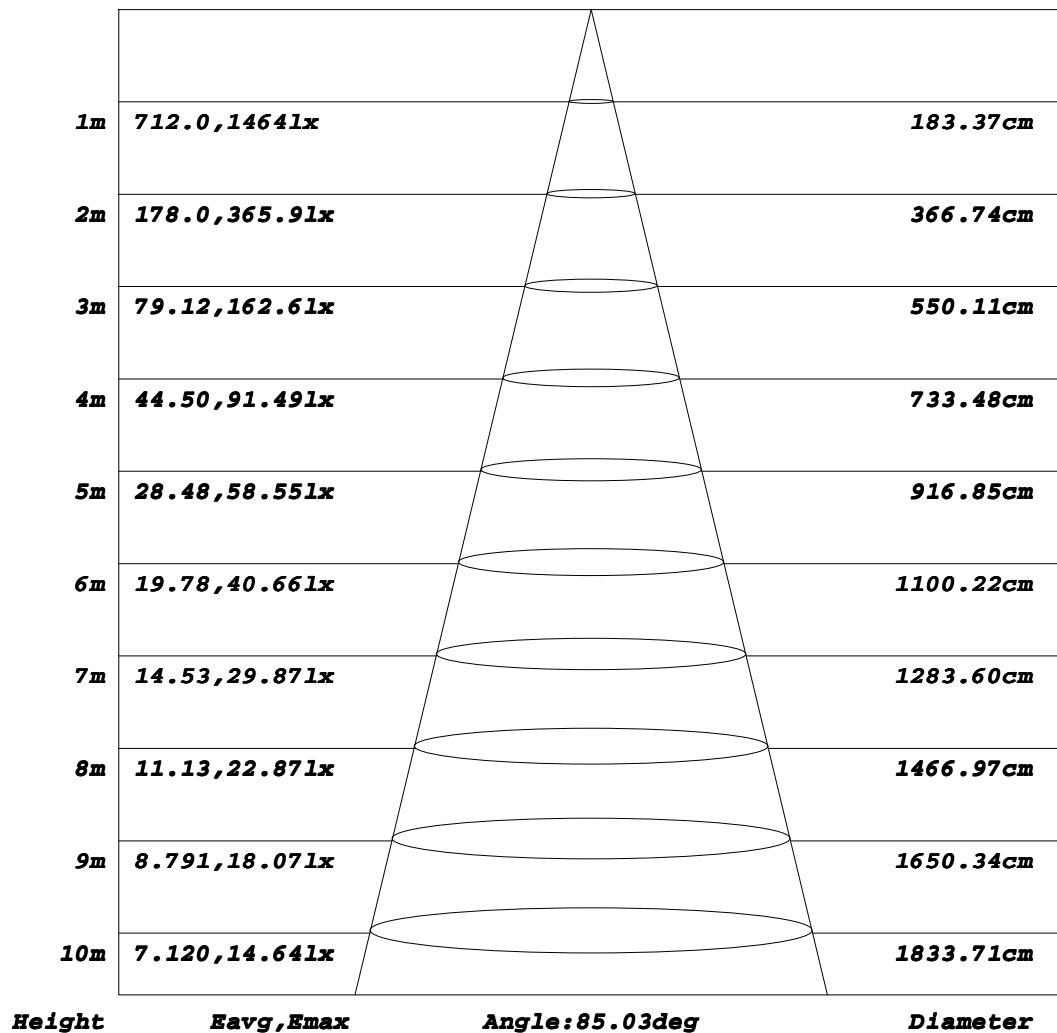 1m 712.0,1464lx 183.37cm
2m 178.0,365.9lx 366.74cm
3m 79.12,162.6lx 550.11cm
4m 44.50,91.49lx 733.48cm
5m 28.48,58.55lx 916.85cm
6m 19.78,40.66lx 1100.22cm
7m 14.53,29.87lx 1283.60cm
8m 11.13,22.87lx 1466.97cm
9m 8.791,18.07lx 1650.34cm
10m 7.120,14.64lx 1833.71cm
Height Eavg,Emax Angle:85.03deg Diameter